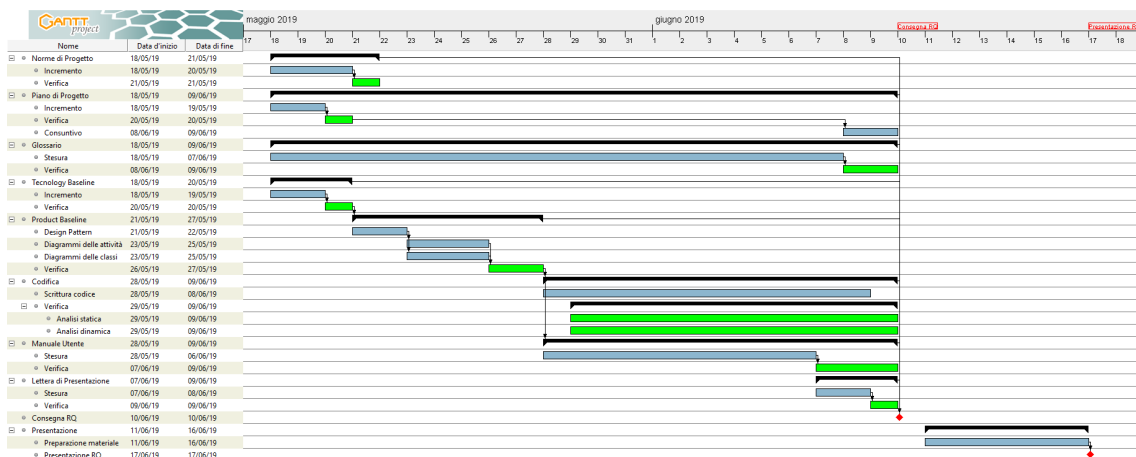 GANTT project
maggio 2019
giugno 2019
Consegna RQ
Presentazione R
Nome Data d'inizio Data di fine
17 18 19 20 21 22 23 24 25 26 27 28 29 30 31 1 2 3 4 5 6 7 8 9 10 11 12 13 14 15 16 17 18
Norme di Progetto 18/05/19 21/05/19
Incremento 18/05/19 20/05/19
Verifica 21/05/19 21/05/19
Piano di Progetto 18/05/19 09/06/19
Incremento 18/05/19 19/05/19
Verifica 20/05/19 20/05/19
Consuntivo 08/06/19 09/06/19
Glossario 18/05/19 09/06/19
Stesura 18/05/19 07/06/19
Verifica 08/06/19 09/06/19
Tecnology Baseline 18/05/19 20/05/19
Incremento 18/05/19 19/05/19
Verifica 20/05/19 20/05/19
Product Baseline 21/05/19 27/05/19
Design Pattern 21/05/19 22/05/19
Diagrammi delle attività 23/05/19 25/05/19
Diagrammi delle classi 23/05/19 25/05/19
Verifica 26/05/19 27/05/19
Codifica 28/05/19 09/06/19
Scrittura codice 28/05/19 08/06/19
Verifica 29/05/19 09/06/19
Analisi statica 29/05/19 09/06/19
Analisi dinamica 29/05/19 09/06/19
Manuale Utente 28/05/19 09/06/19
Stesura 28/05/19 06/06/19
Verifica 07/06/19 09/06/19
Lettera di Presentazione 07/06/19 09/06/19
Stesura 07/06/19 08/06/19
Verifica 09/06/19 09/06/19
Consegna RQ 10/06/19 10/06/19
Presentazione 11/06/19 16/06/19
Preparazione materiale 11/06/19 16/06/19
Presentazione RQ 17/06/19 17/06/19